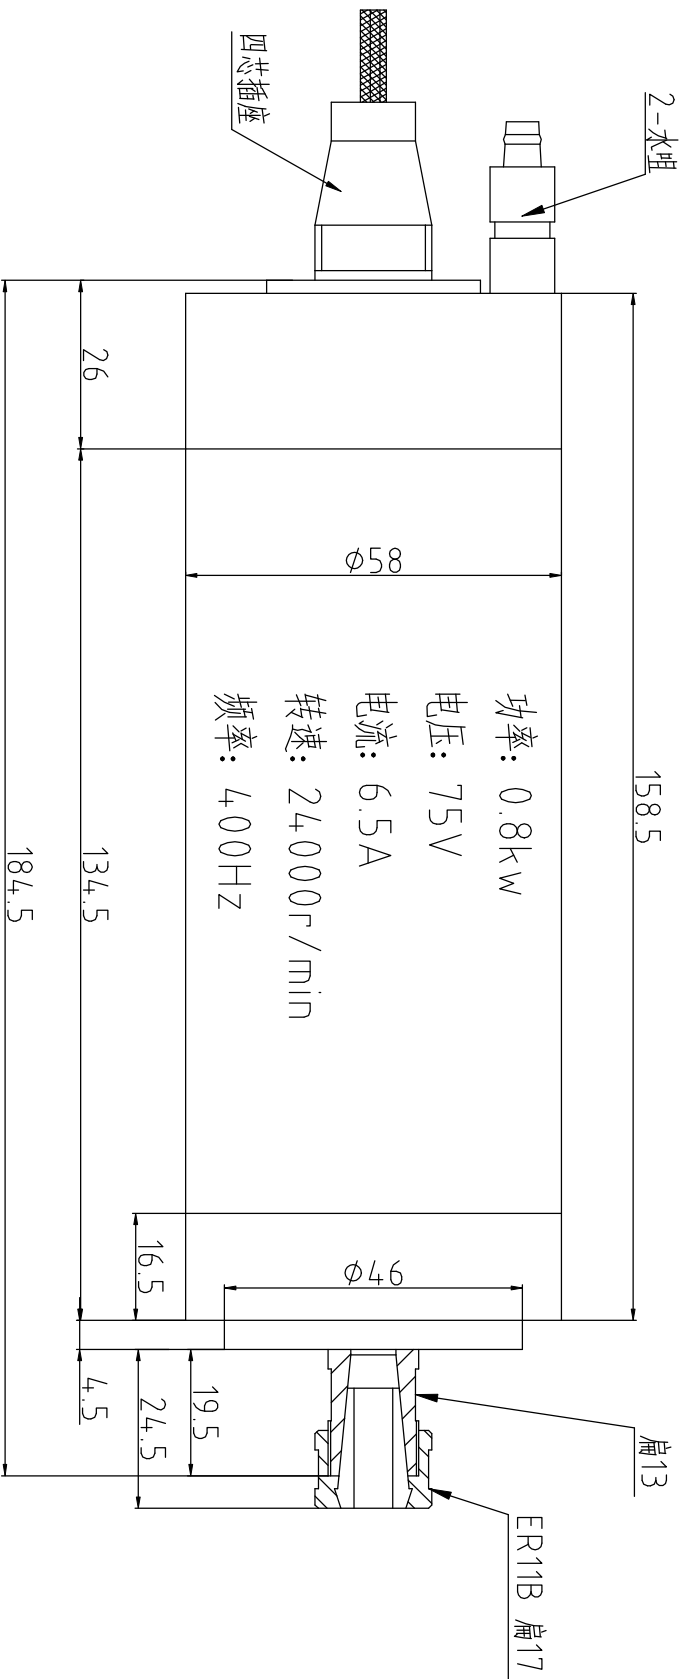 2-水咀
四芯插座
158.5
26
φ58
功率: 0.8kw
电压: 75V
电流: 6.5A
转速: 24000r/min
频率: 400Hz
134.5
184.5
16.5
φ46
4.5
24.5
19.5
扁13
ER11B 扁17